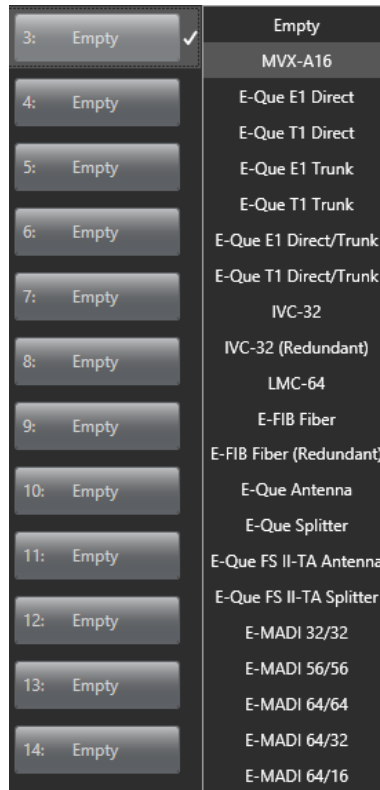 3: Empty
4: Empty
5: Empty
6: Empty
7: Empty
8: Empty
9: Empty
10: Empty
11: Empty
12: Empty
13: Empty
14: Empty
Empty
MVX-A16
E-Que E1 Direct
E-Que T1 Direct
E-Que E1 Trunk
E-Que T1 Trunk
E-Que E1 Direct/Trunk
E-Que T1 Direct/Trunk
IVC-32
IVC-32 (Redundant)
LMC-64
E-FIB Fiber
E-FIB Fiber (Redundant)
E-Que Antenna
E-Que Splitter
E-Que FS II-TA Antenna
E-Que FS II-TA Splitter
E-MADI 32/32
E-MADI 56/56
E-MADI 64/64
E-MADI 64/32
E-MADI 64/16